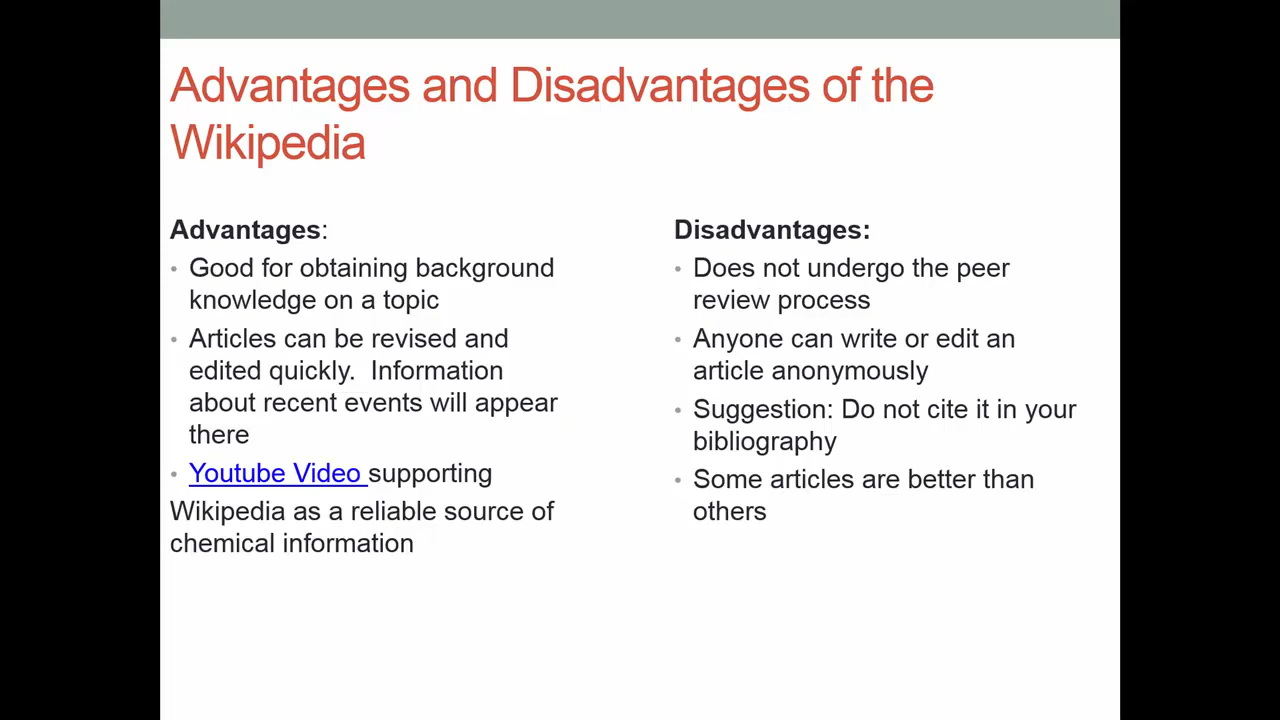 Advantages and Disadvantages of the
Wikipedia
Advantages:
• Good for obtaining background
knowledge on a topic
• Articles can be revised and
edited quickly.  Information
about recent events will appear
there
• Youtube Video supporting
Wikipedia as a reliable source of
chemical information
Disadvantages:
• Does not undergo the peer
review process
• Anyone can write or edit an
article anonymously
• Suggestion: Do not cite it in your
bibliography
• Some articles are better than
others